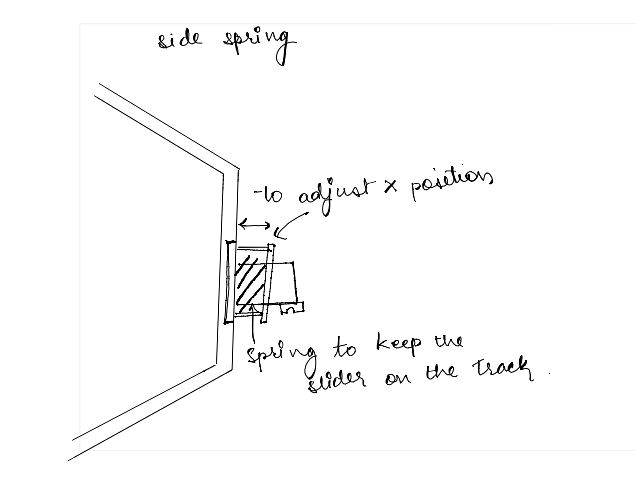 side spring
to adjust x position
spring to keep the
slider on the track.